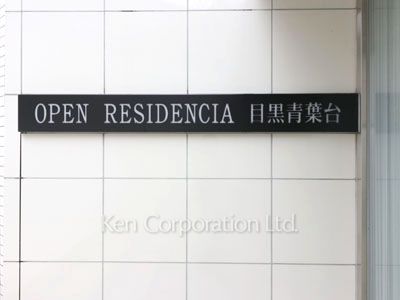 OPEN RESIDENCIA 目黒青葉台
Ken Corporation Ltd.